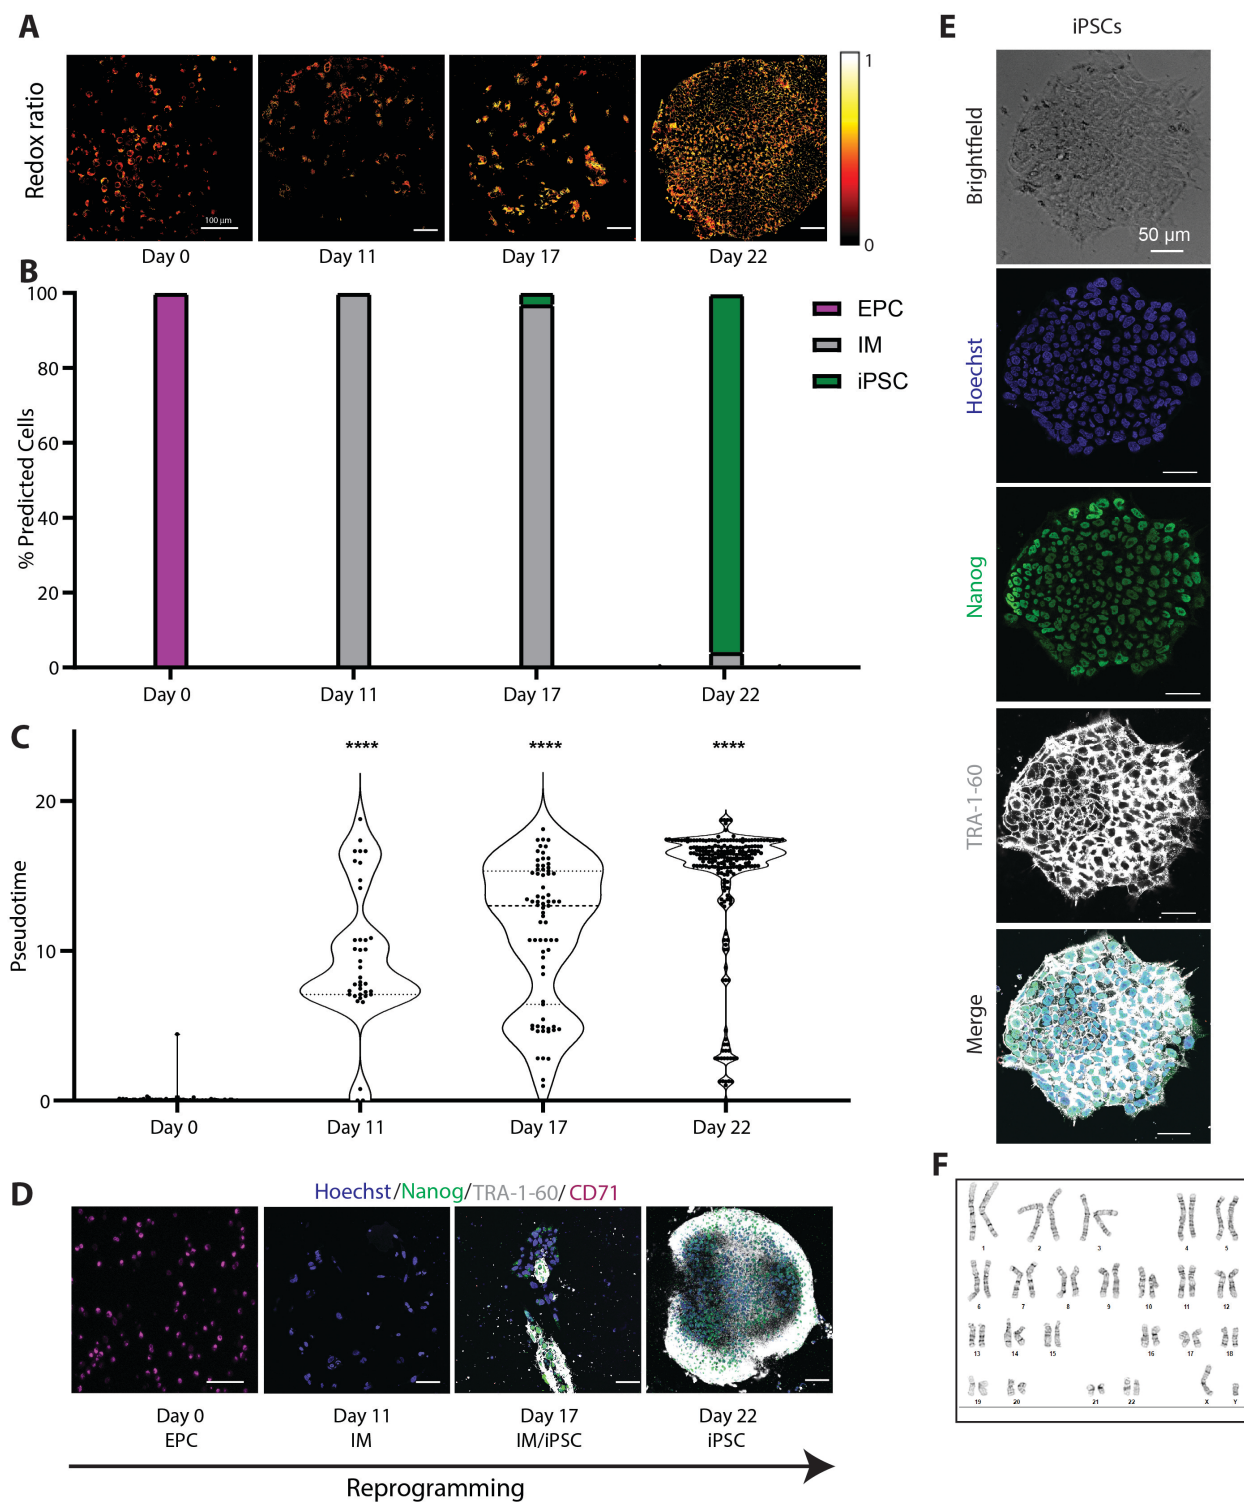 A
Redox ratio
100 µm
1
0
Day 0
Day 11
Day 17
Day 22
B
% Predicted Cells
100
80
60
40
20
0
EPC
IM
iPSC
Day 0
Day 11
Day 17
Day 22
C
Pseudotime
20
10
0
****
****
****
Day 0
Day 11
Day 17
Day 22
D
Hoechst/Nanog/TRA-1-60/CD71
Day 0
EPC
Day 11
IM
Day 17
IM/iPSC
Day 22
iPSC
Reprogramming
E
iPSCs
Brightfield
50 µm
Hoechst
Nanog
TRA-1-60
Merge
F
1 2 3 4 5
6 7 8 9 10 11 12
13 14 15 16 17 18
19 20 21 22 X Y